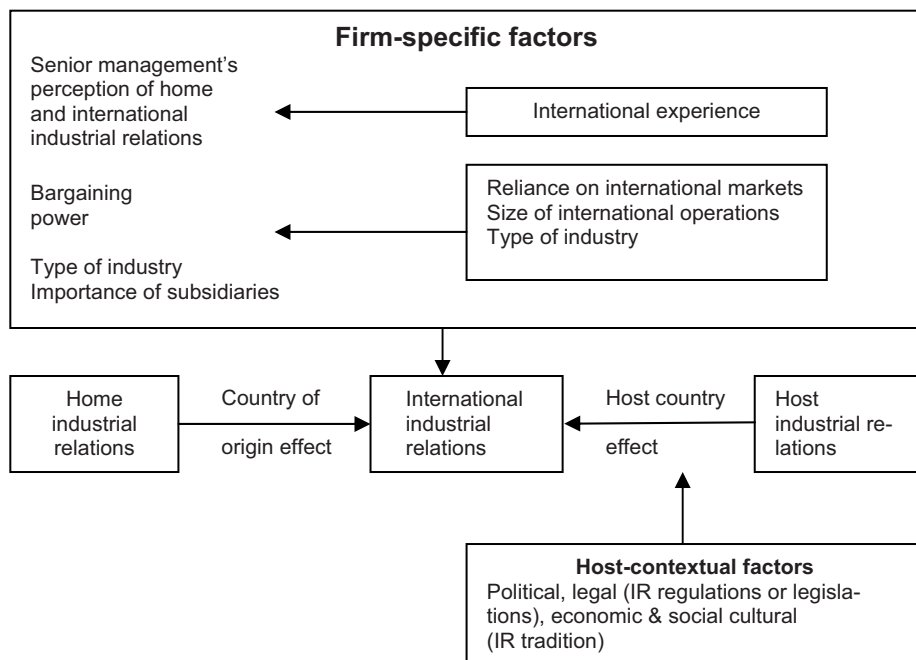 Firm-specific factors
Senior management's
perception of home
and international
industrial relations
International experience
Bargaining
power
Reliance on international markets
Size of international operations
Type of industry
Type of industry
Importance of subsidiaries
Home
industrial
relations
Country of
origin effect
International
industrial
relations
Host country
effect
Host
industrial re-
lations
Host-contextual factors
Political, legal (IR regulations or legisla-
tions), economic & social cultural
(IR tradition)